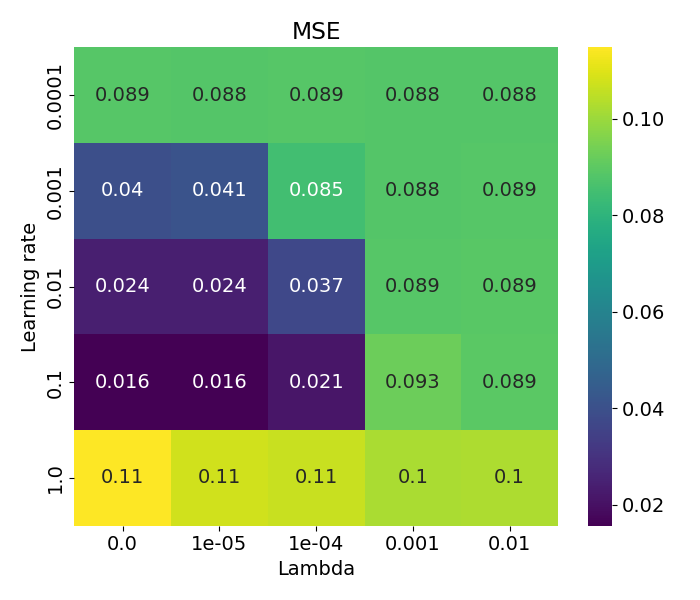 MSE
0.0001 0.089 0.088 0.089 0.088 0.088
0.001 0.04 0.041 0.085 0.088 0.089
0.01 0.024 0.024 0.037 0.089 0.089
0.1 0.016 0.016 0.021 0.093 0.089
1.0 0.11 0.11 0.11 0.1 0.1
Learning rate
0.0 1e-05 1e-04 0.001 0.01
Lambda
0.10
0.08
0.06
0.04
0.02